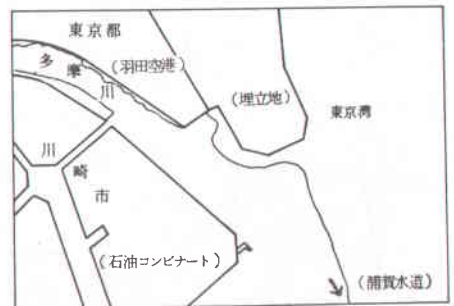 東京都
多摩川
(羽田空港)
(埋立地)
東京湾
川崎市
(石油コンビナート)
(浦賀水道)